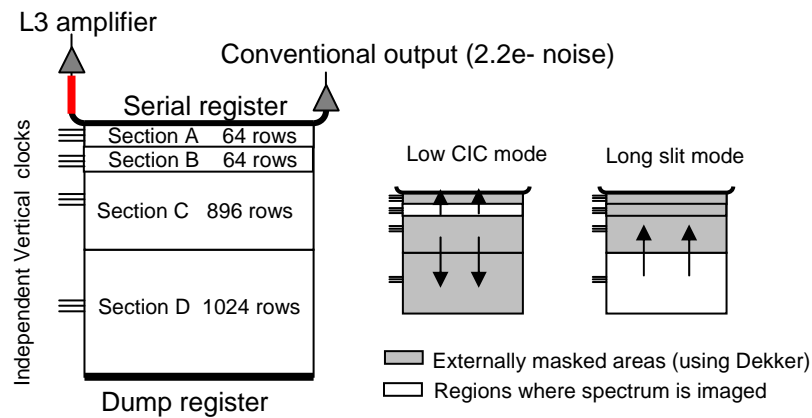 L3 amplifier
Conventional output (2.2e- noise)
Serial register
Section A 64 rows
Section B 64 rows
Section C 896 rows
Section D 1024 rows
Independent Vertical clocks
Dump register
Low CIC mode
Long slit mode
Externally masked areas (using Dekker)
Regions where spectrum is imaged